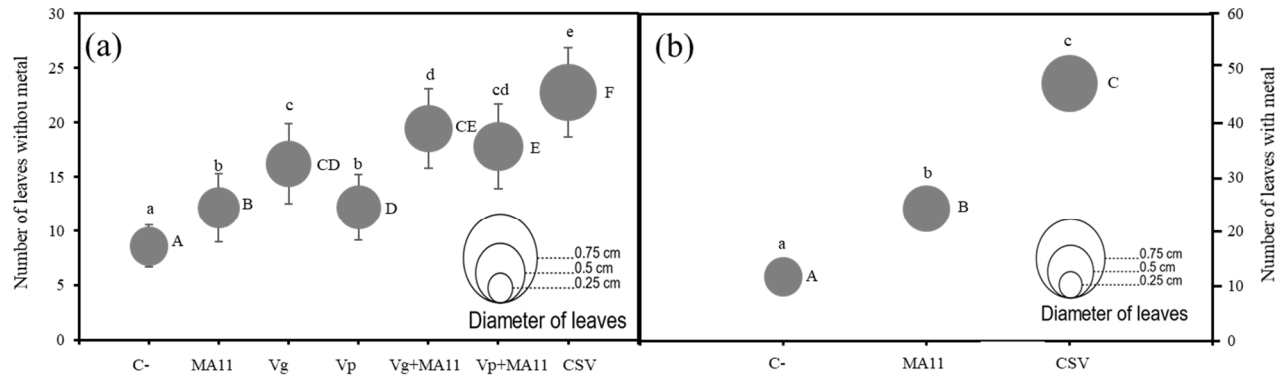 30
60
(a)
(b)
e
F
d
CE
cd
E
c
CD
b
B
b
D
a
A
c
C
b
B
a
A
25
20
15
10
5
0
50
40
30
20
10
0
Number of leaves withou metal
Number of leaves with metal
0.75 cm
0.5 cm
0.25 cm
Diameter of leaves
0.75 cm
0.5 cm
0.25 cm
Diameter of leaves
C- MA11 Vg Vp Vg+MA11 Vp+MA11 CSV
C- MA11 CSV